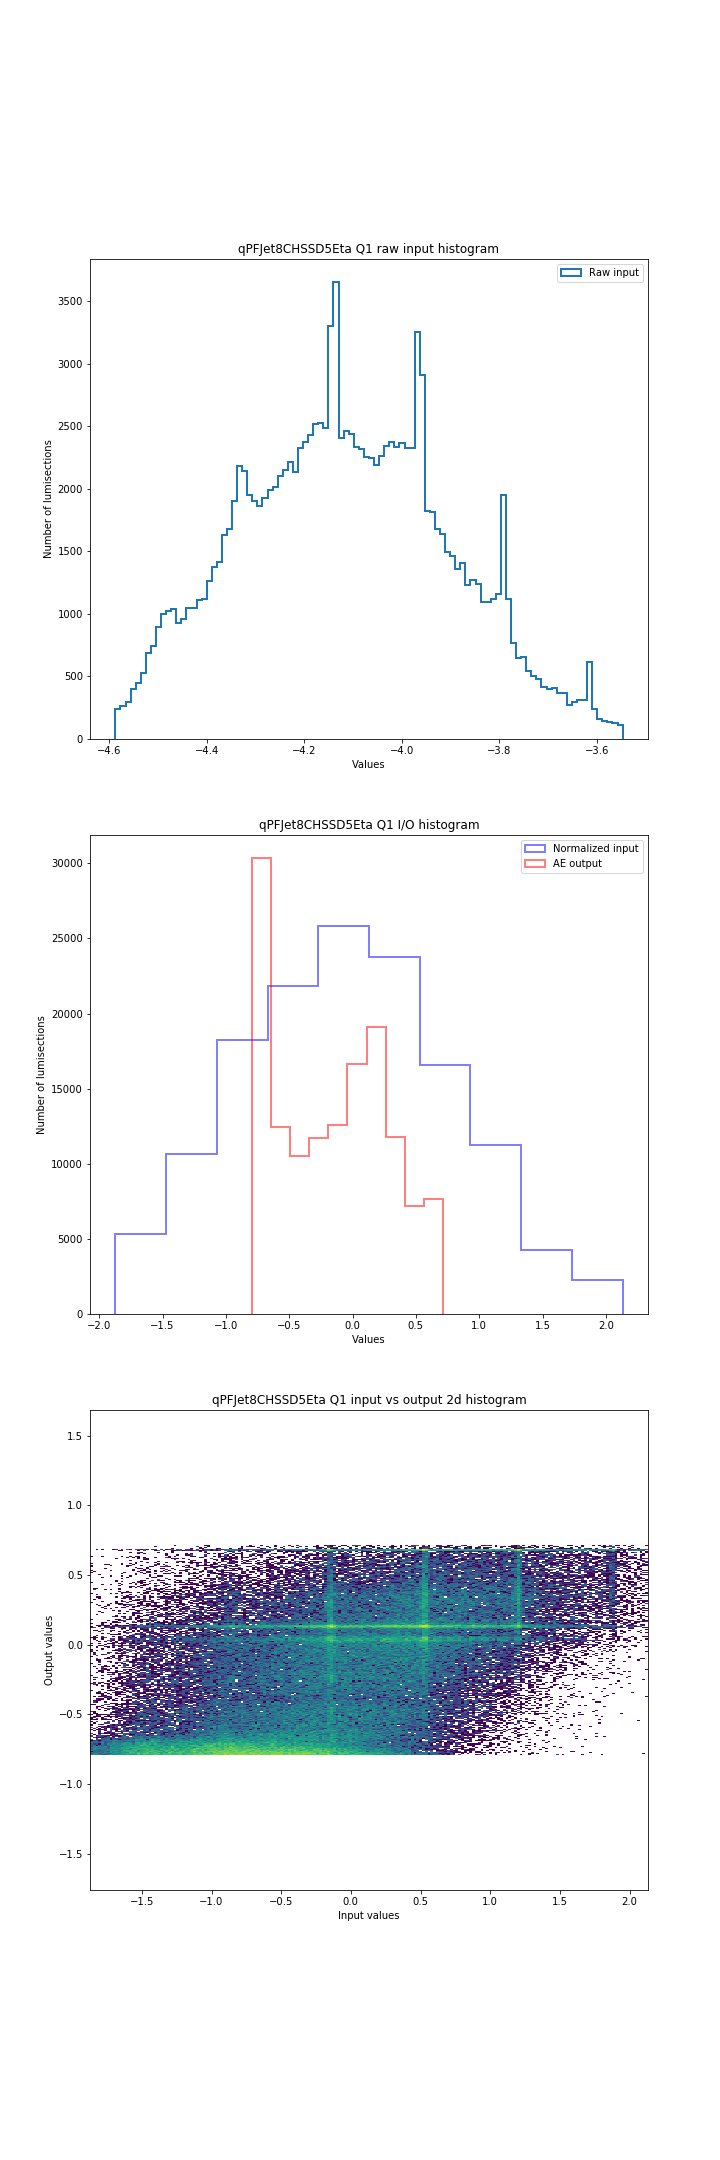 qPFJet8CHSSD5Eta Q1 raw input histogram
Raw input
3500
3000
2500
2000
1500
1000
500
0
Number of lumisections
−4.6 −4.4 −4.2 −4.0 −3.8 −3.6
Values
qPFJet8CHSSD5Eta Q1 I/O histogram
Normalized input
AE output
30000
25000
20000
15000
10000
5000
0
Number of lumisections
−2.0 −1.5 −1.0 −0.5 0.0 0.5 1.0 1.5 2.0
Values
qPFJet8CHSSD5Eta Q1 input vs output 2d histogram
1.5
1.0
0.5
0.0
−0.5
−1.0
−1.5
Output values
−1.5 −1.0 −0.5 0.0 0.5 1.0 1.5 2.0
Input values